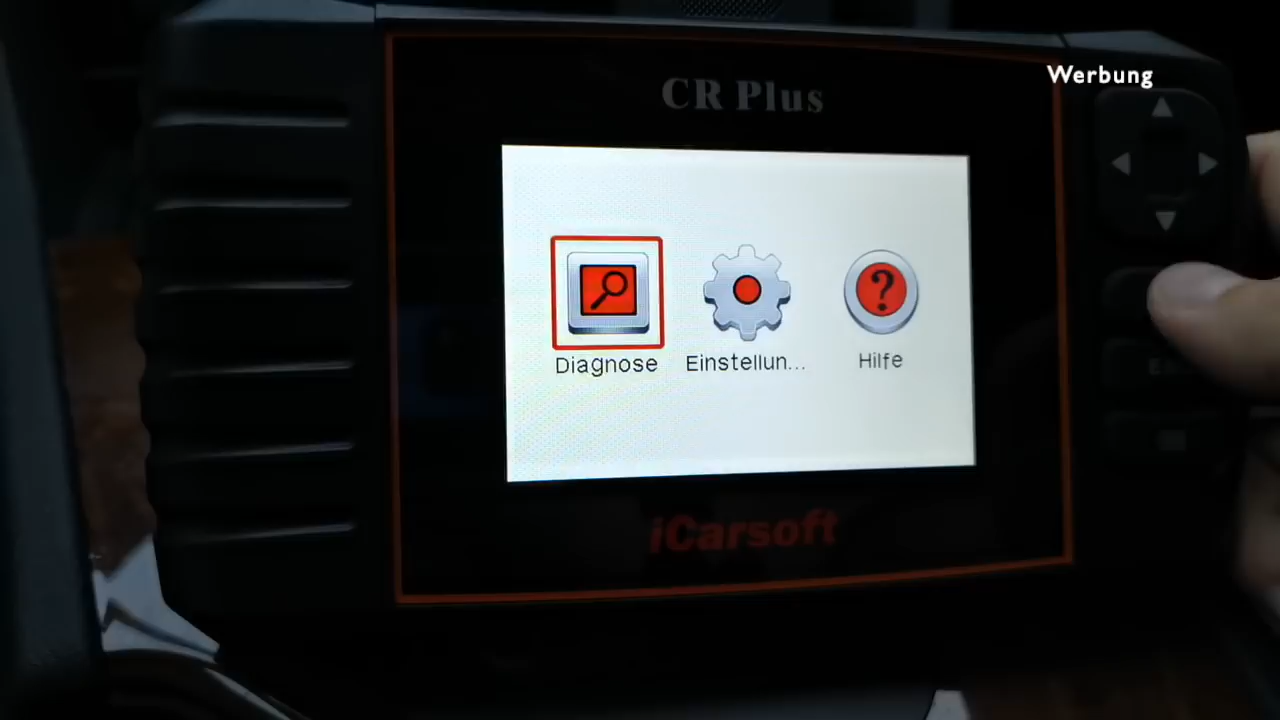 Werbung
CR Plus
Diagnose
Einstellun...
Hilfe
iCarsoft